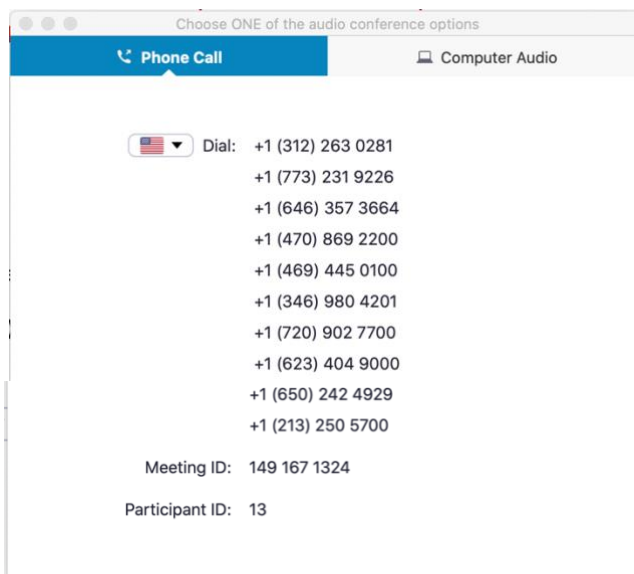 Choose ONE of the audio conference options
Phone Call
Computer Audio
Dial: +1 (312) 263 0281
+1 (773) 231 9226
+1 (646) 357 3664
+1 (470) 869 2200
+1 (469) 445 0100
+1 (346) 980 4201
+1 (720) 902 7700
+1 (623) 404 9000
+1 (650) 242 4929
+1 (213) 250 5700
Meeting ID: 149 167 1324
Participant ID: 13